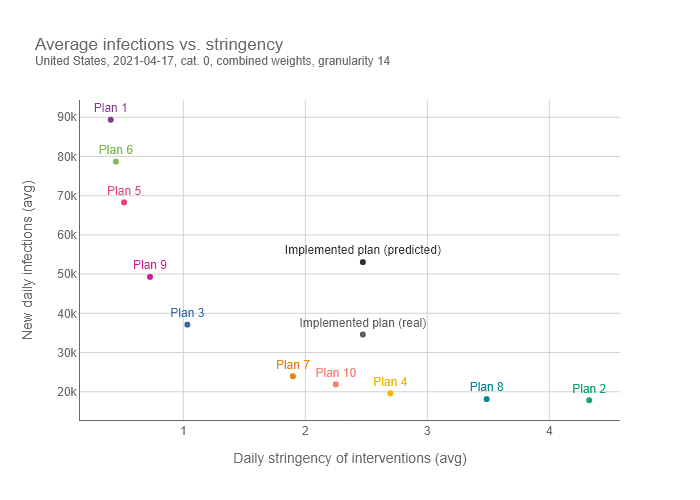 Average infections vs. stringency
United States, 2021-04-17, cat. 0, combined weights, granularity 14
Plan 1
90k
Plan 6
80k
Plan 5
70k
60k
Implemented plan (predicted)
Plan 9
50k
40k
Plan 3
Implemented plan (real)
30k
Plan 7
Plan 10
Plan 4
Plan 8
Plan 2
20k
New daily infections (avg)
1
2
3
4
Daily stringency of interventions (avg)